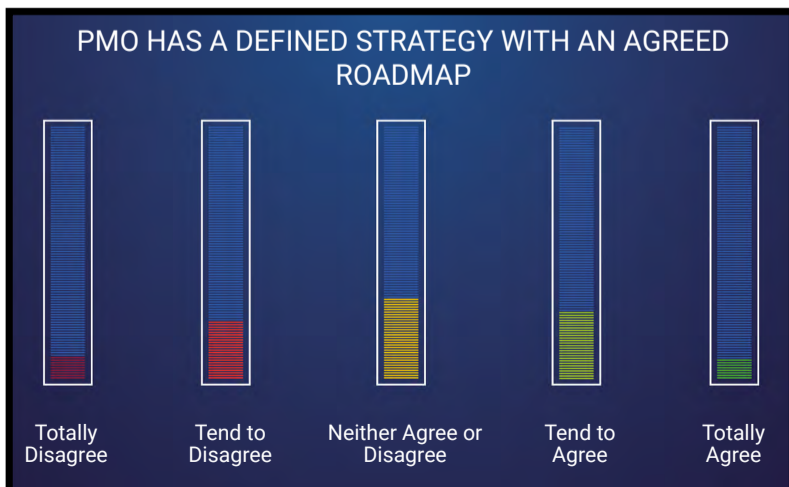 PMO HAS A DEFINED STRATEGY WITH AN AGREED
ROADMAP
Totally
Disagree
Tend to
Disagree
Neither Agree or
Disagree
Tend to
Agree
Totally
Agree